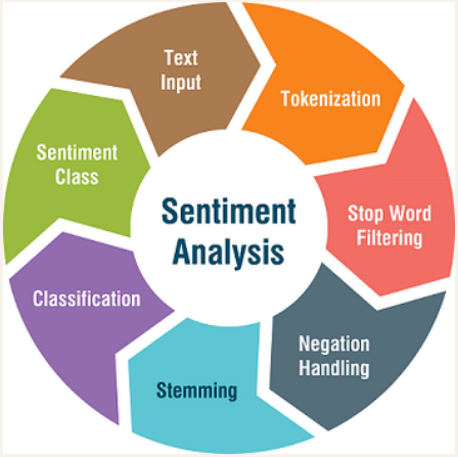 Text
Input
Tokenization
Stop Word
Filtering
Negation
Handling
Stemming
Classification
Sentiment
Class
Sentiment
Analysis